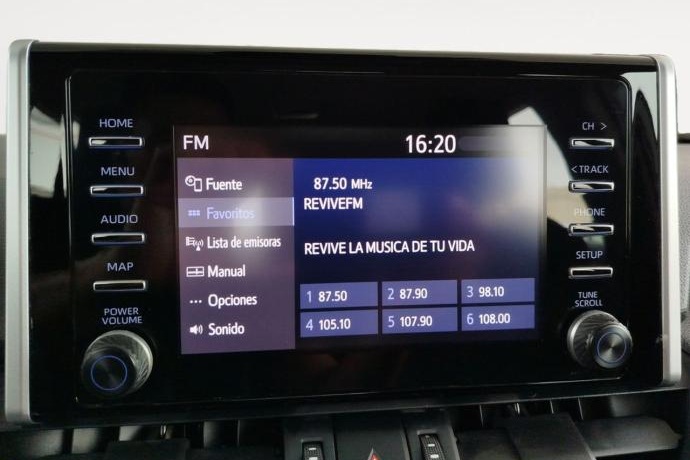 HOME
MENU
AUDIO
MAP
POWER
VOLUME
FM
16:20
Fuente
Favoritos
Lista de emisoras
Manual
Opciones
Sonido
87.50 MHz
REVIVEFM
REVIVE LA MUSICA DE TU VIDA
1 87.50 2 87.90 3 98.10
4 105.10 5 107.90 6 108.00
CH >
< TRACK
PHONE
SETUP
TUNE
SCROLL